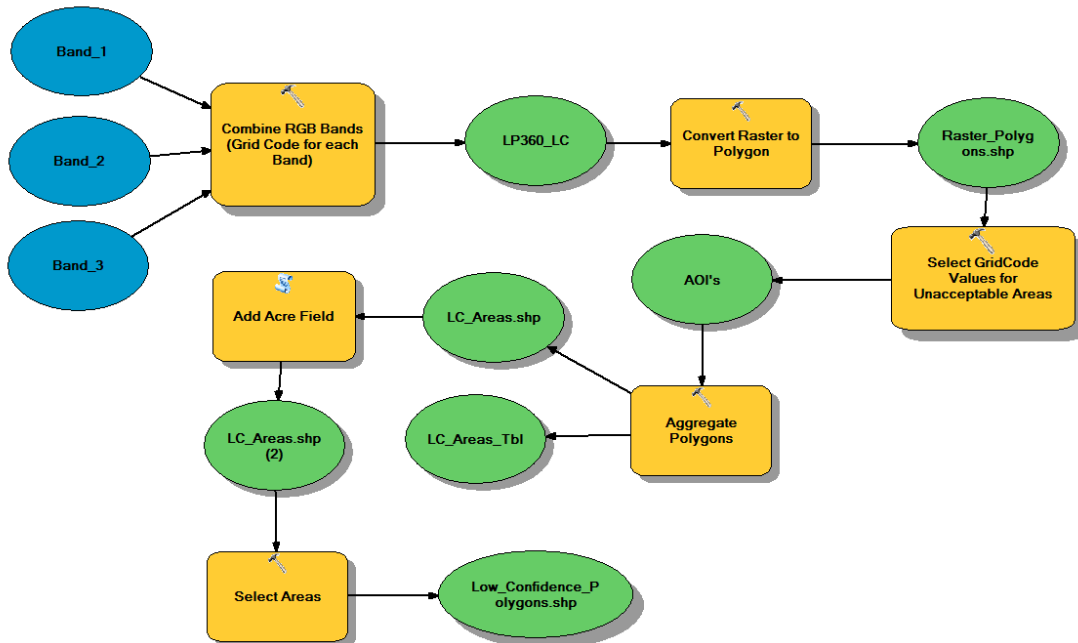 Band_1
Band_2
Band_3
Combine RGB Bands
(Grid Code for each
Band)
LP360_LC
Convert Raster to
Polygon
Raster_Polyg
ons.shp
Select GridCode
Values for
Unacceptable Areas
AOI's
Aggregate
Polygons
LC_Areas.shp
LC_Areas_Tbl
Add Acre Field
LC_Areas.shp
(2)
Select Areas
Low_Confidence_P
olygons.shp